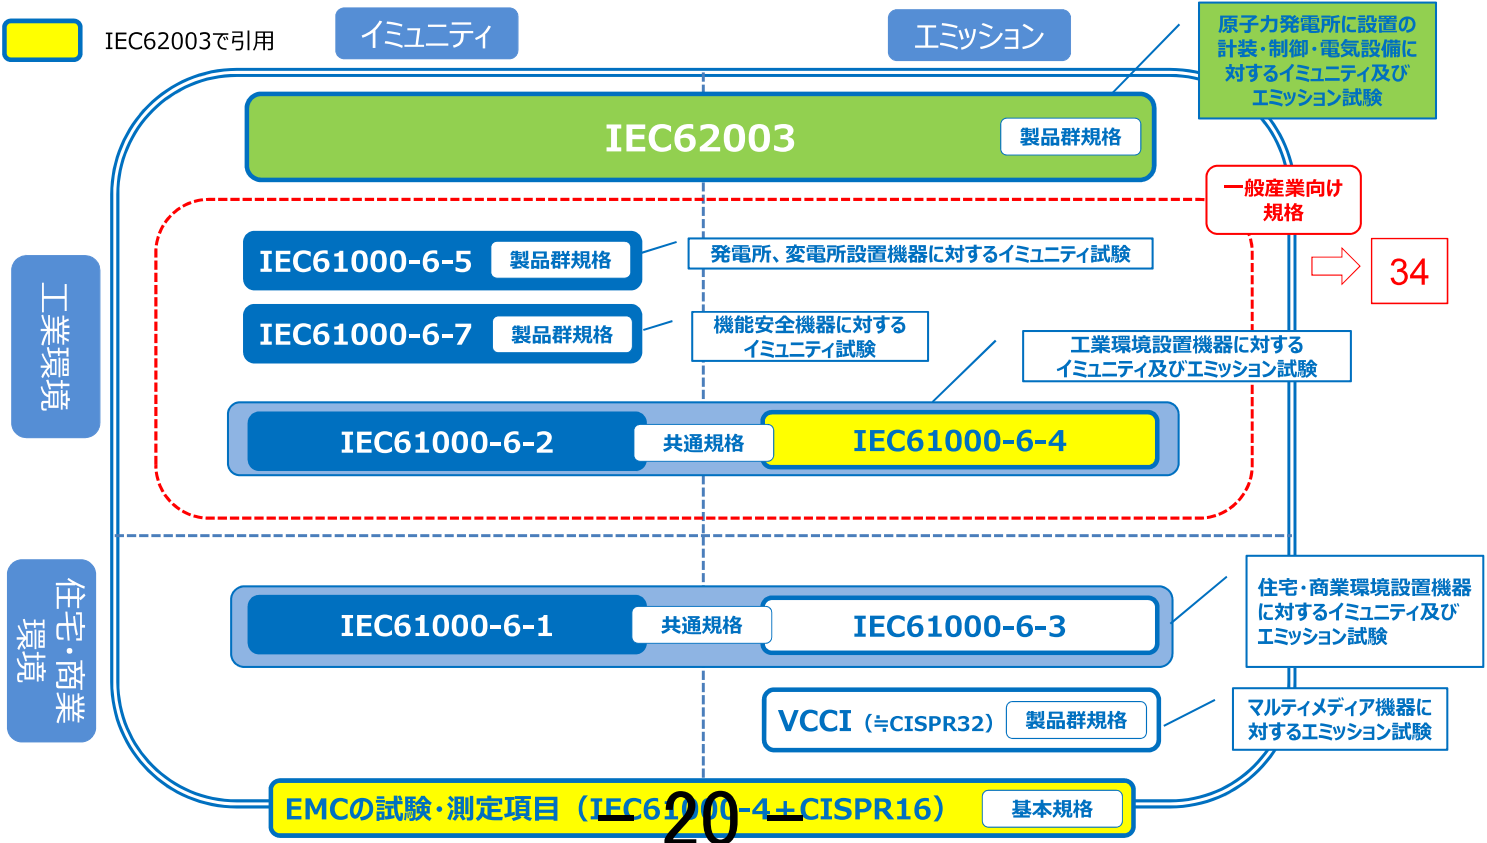 IEC62003で引用
イミュニティ
エミッション
原子力発電所に設置の
計装・制御・電気設備に
対するイミュニティ及び
エミッション試験
IEC62003
製品群規格
一般産業向け
規格
34
工業環境
IEC61000-6-5
製品群規格
発電所、変電所設置機器に対するイミュニティ試験
IEC61000-6-7
製品群規格
機能安全機器に対する
イミュニティ試験
工業環境設置機器に対する
イミュニティ及びエミッション試験
IEC61000-6-2
共通規格
IEC61000-6-4
住宅・商業
環境
IEC61000-6-1
共通規格
IEC61000-6-3
住宅・商業環境設置機器
に対するイミュニティ及び
エミッション試験
VCCI（≒CISPR32）
製品群規格
マルティメディア機器に
対するエミッション試験
EMCの試験・測定項目（IEC61000-4+CISPR16）
基本規格
－ 20 －